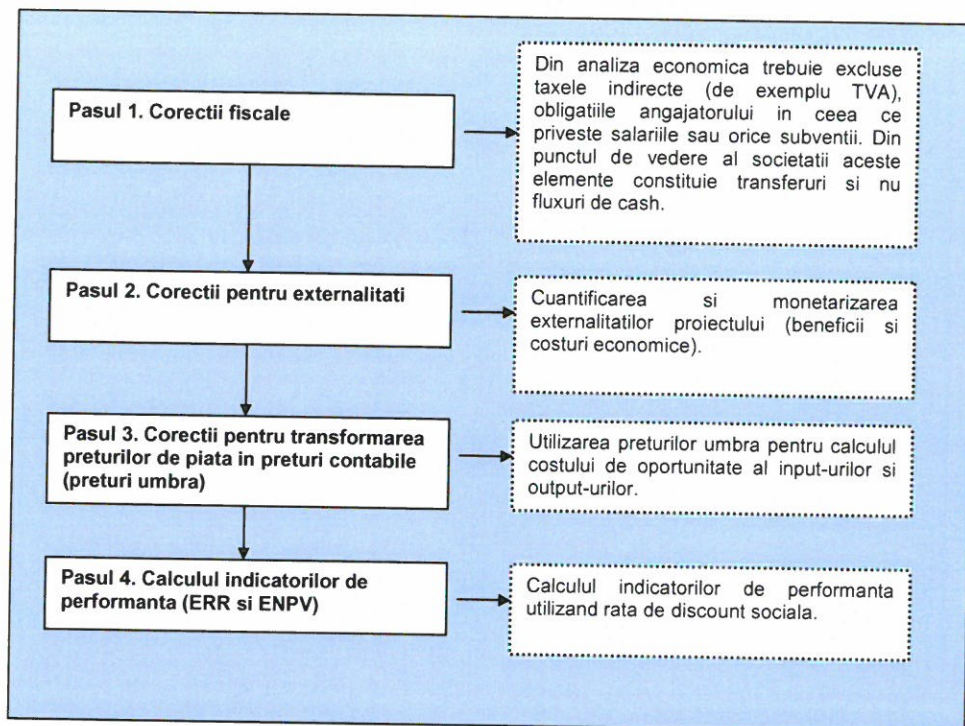 Pasul 1. Corectii fiscale
Din analiza economica trebuie excluse
taxele indirecte (de exemplu TVA),
obligatiile angajatorului in ceea ce
priveste salariile sau orice subventii. Din
punctul de vedere al societatii aceste
elemente constituie transferuri si nu
fluxuri de cash.
Pasul 2. Corectii pentru externalitati
Cuantificarea si monetarizarea
externalitatilor proiectului (beneficii si
costuri economice).
Pasul 3. Corectii pentru transformarea
preturilor de piata in preturi contabile
(preturi umbra)
Utilizarea preturilor umbra pentru calculul
costului de oportunitate al input-urilor si
output-urilor.
Pasul 4. Calculul indicatorilor de
performanta (ERR si ENPV)
Calculul indicatorilor de performanta
utilizand rata de discount sociala.